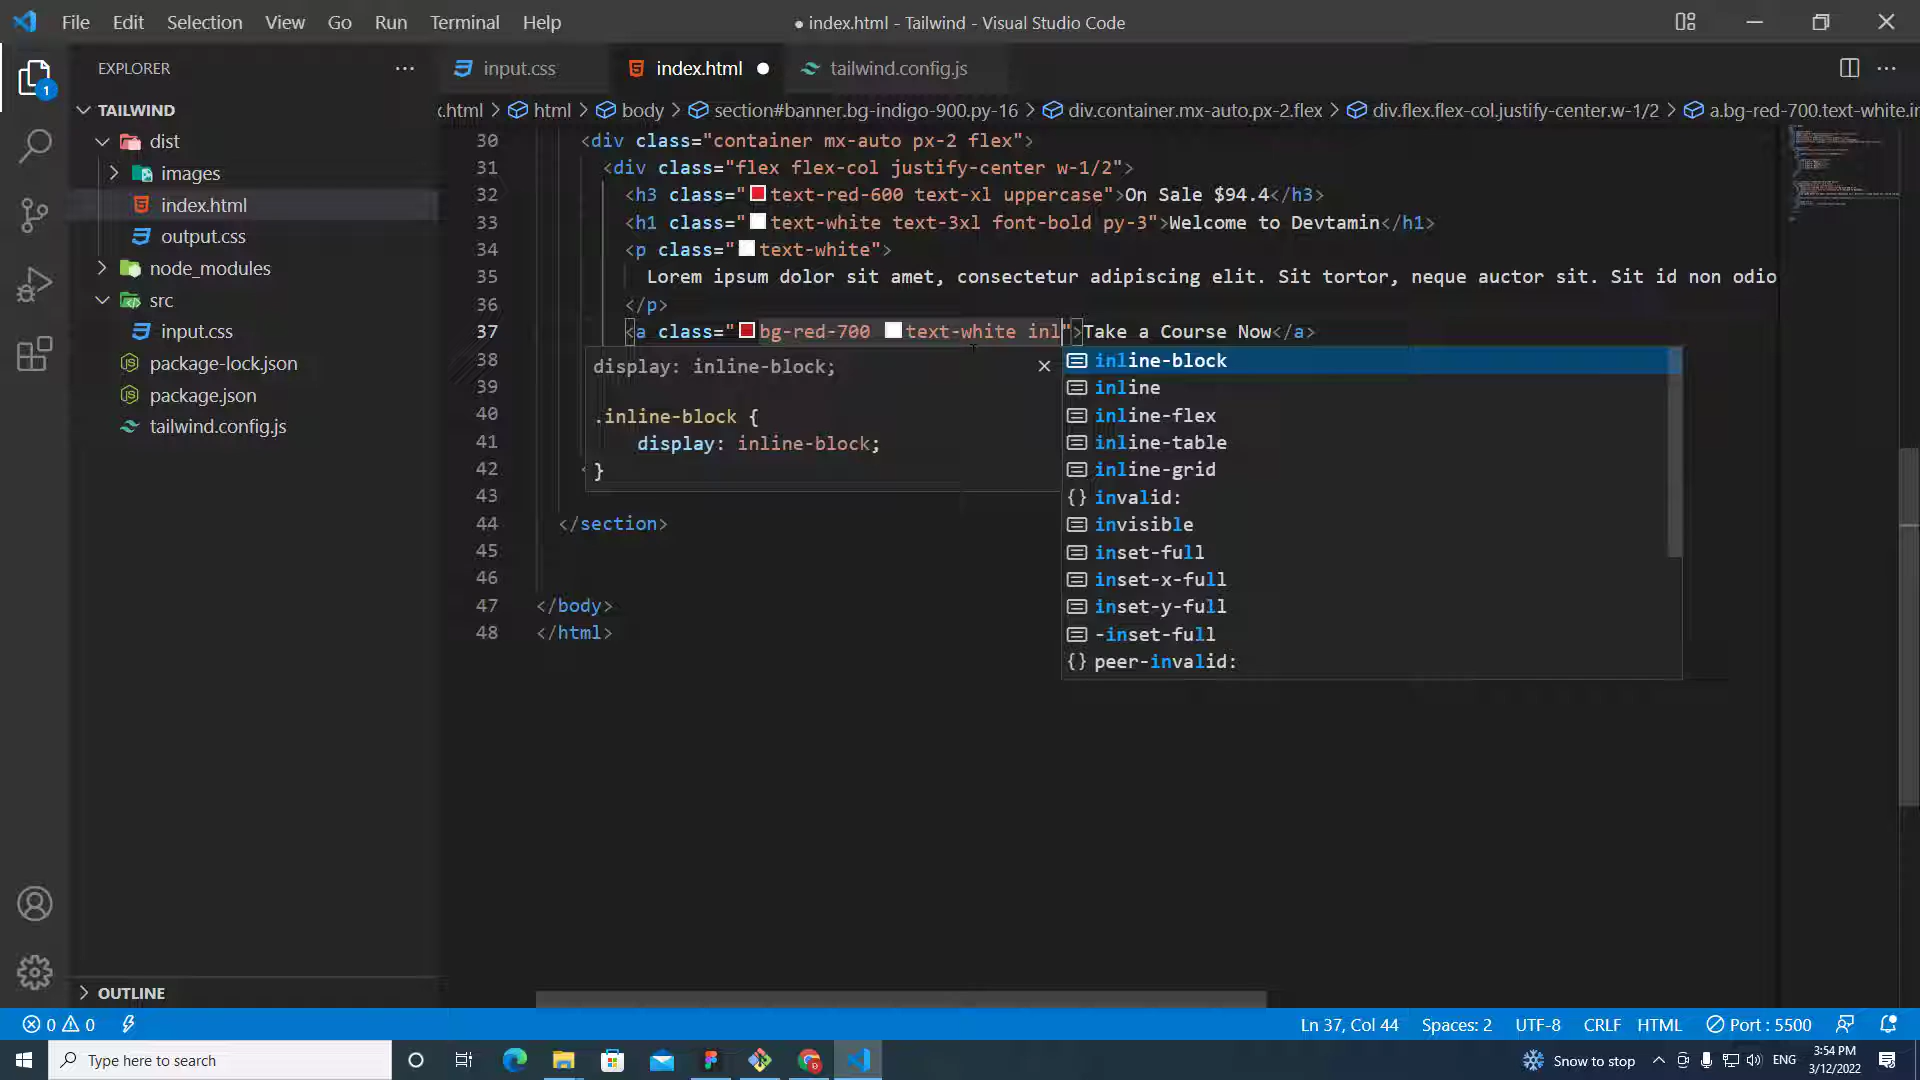 File Edit Selection View Go Run Terminal Help
● index.html - Tailwind - Visual Studio Code
EXPLORER
input.css
index.html
tailwind.config.js
TAILWIND
x.html > html > body > section#banner.bg-indigo-900.py-16 > div.container.mx-auto.px-2.flex > div.flex.flex-col.justify-center.w-1/2 > a.bg-red-700.text-white.in
dist
images
index.html
output.css
node_modules
src
input.css
package-lock.json
package.json
tailwind.config.js
OUTLINE
30 <div class="container mx-auto px-2 flex">
31 <div class="flex flex-col justify-center w-1/2">
32 <h3 class="text-red-600 text-xl uppercase">On Sale $94.4</h3>
33 <h1 class="text-white text-3xl font-bold py-3">Welcome to Devtamin</h1>
34 <p class="text-white">
35 Lorem ipsum dolor sit amet, consectetur adipiscing elit. Sit tortor, neque auctor sit. Sit id non odio
36 </p>
37 <a class="bg-red-700 text-white inl">Take a Course Now</a>
38
39
40
41
42
43
44 </section>
45
46
47 </body>
48 </html>
display: inline-block;
.inline-block {
display: inline-block;
}
inline-block
inline
inline-flex
inline-table
inline-grid
{} invalid:
invisible
inset-full
inset-x-full
inset-y-full
-inset-full
{} peer-invalid:
1
0 0
Ln 37, Col 44 Spaces: 2 UTF-8 CRLF HTML Port : 5500
Type here to search
Snow to stop
ENG
3:54 PM
3/12/2022